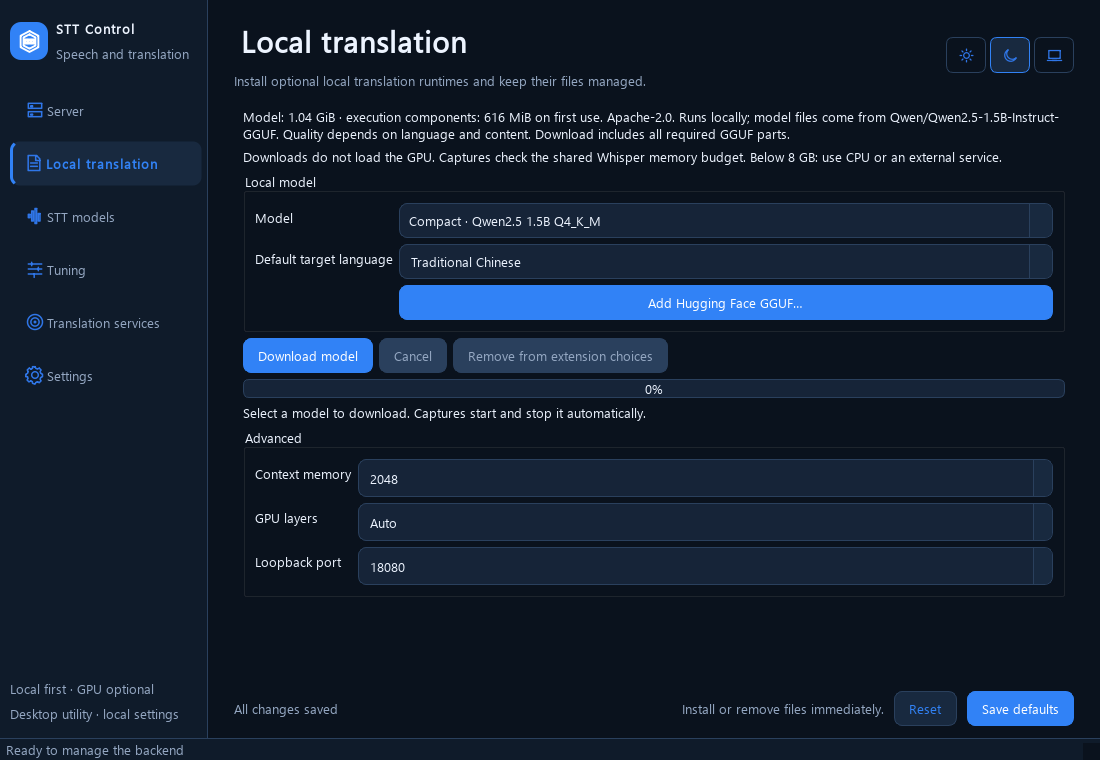 STT Control
Speech and translation
Server
Local translation
STT models
Tuning
Translation services
Settings
Local first · GPU optional
Desktop utility · local settings
Local translation
Install optional local translation runtimes and keep their files managed.
Model: 1.04 GiB · execution components: 616 MiB on first use. Apache-2.0. Runs locally; model files come from Qwen/Qwen2.5-1.5B-Instruct-
GGUF. Quality depends on language and content. Download includes all required GGUF parts.
Downloads do not load the GPU. Captures check the shared Whisper memory budget. Below 8 GB: use CPU or an external service.
Local model
Model
Compact · Qwen2.5 1.5B Q4_K_M
Default target language
Traditional Chinese
Add Hugging Face GGUF...
Download model
Cancel
Remove from extension choices
0%
Select a model to download. Captures start and stop it automatically.
Advanced
Context memory
2048
GPU layers
Auto
Loopback port
18080
All changes saved
Install or remove files immediately.
Reset
Save defaults
Ready to manage the backend